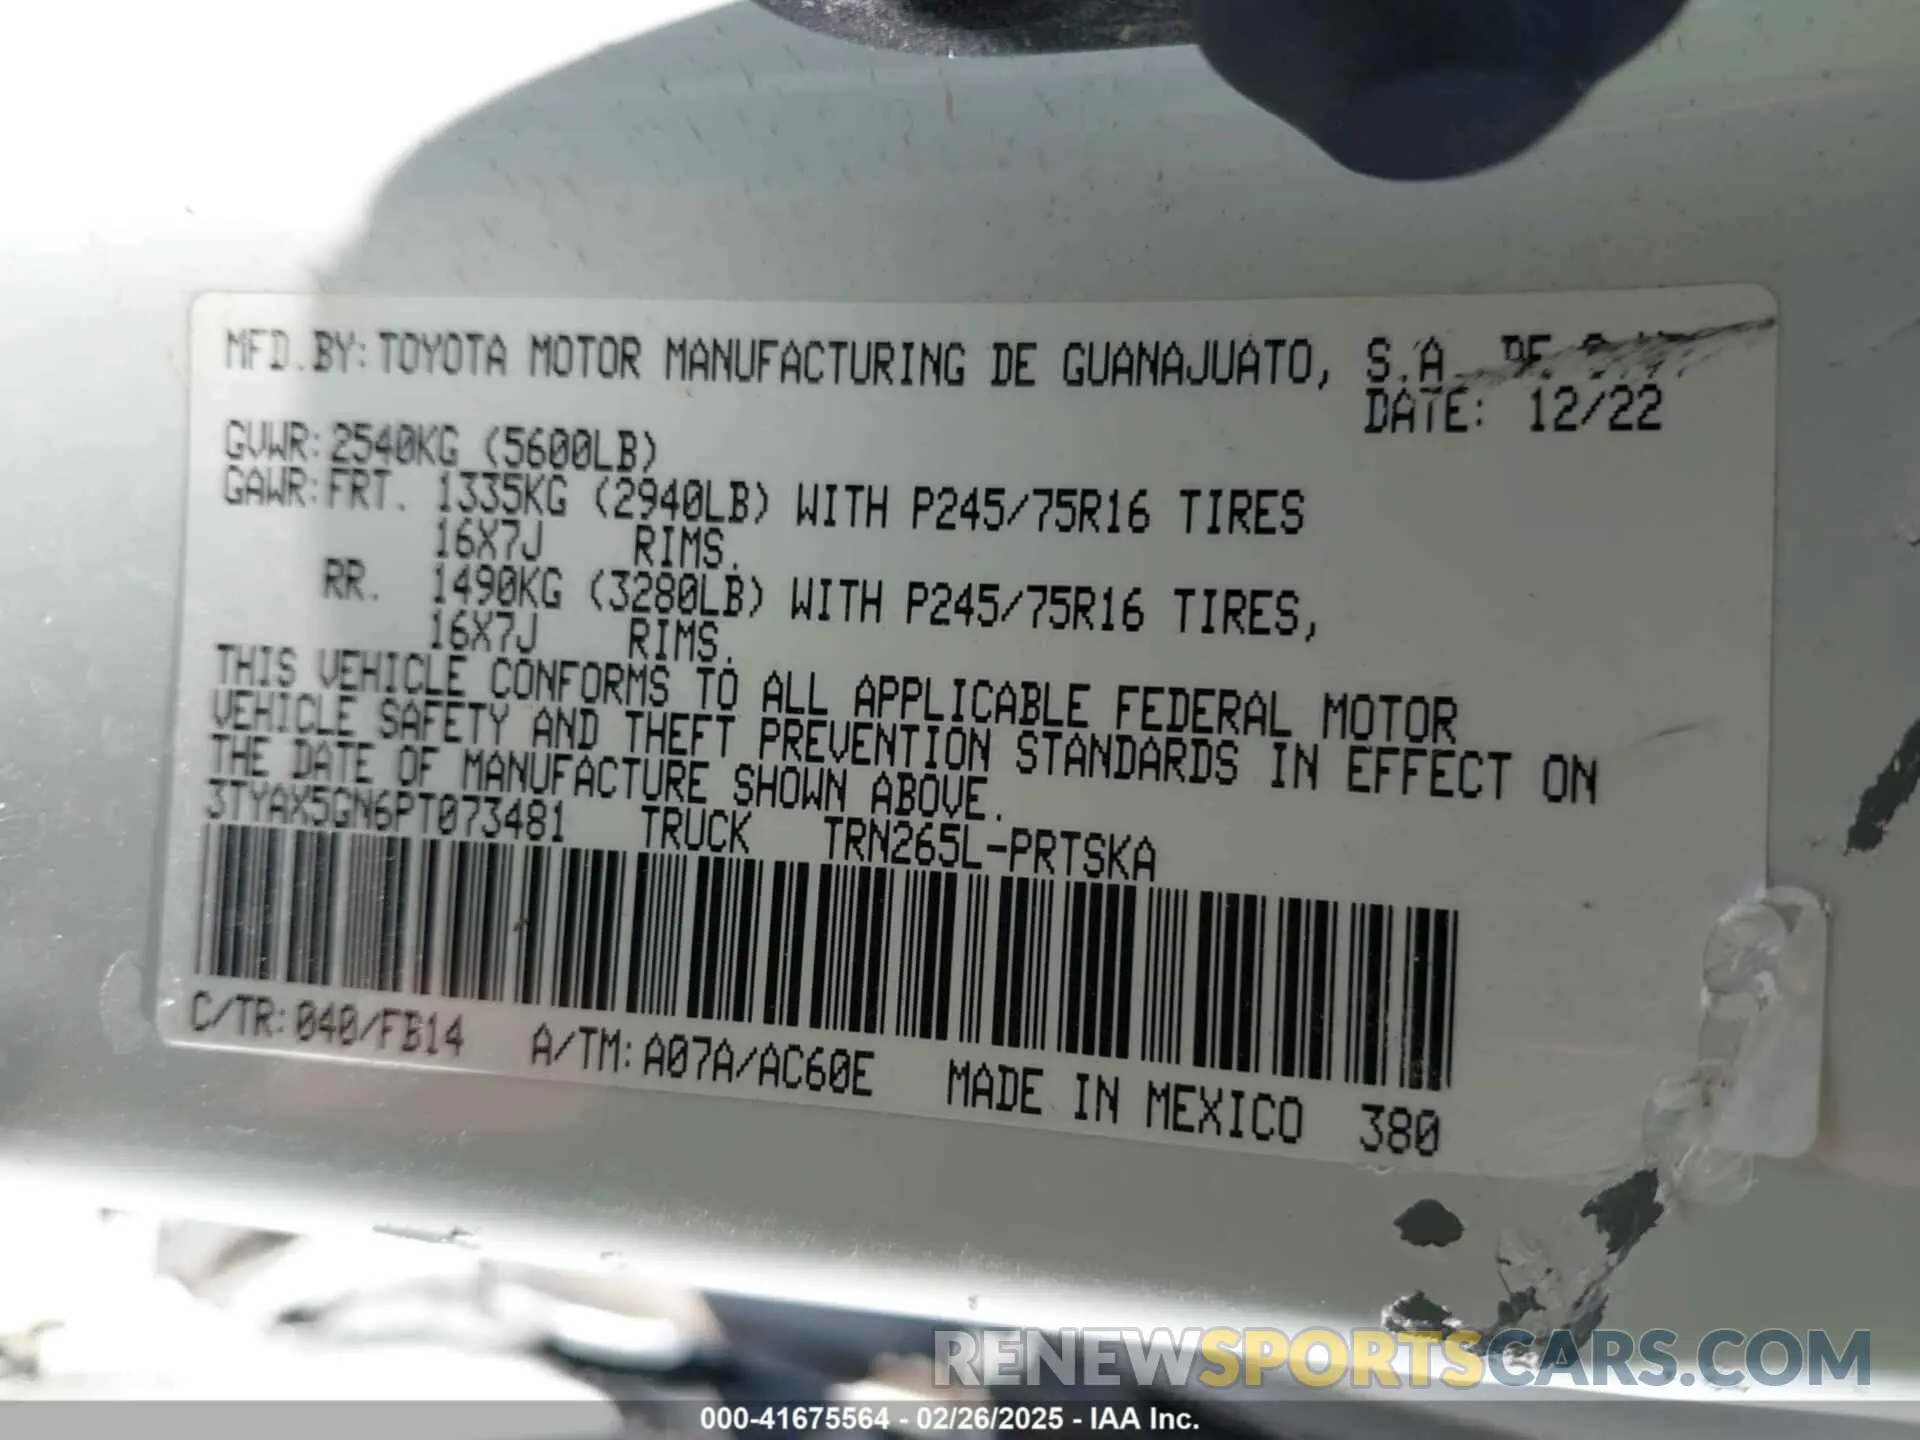 MFD.BY:TOYOTA MOTOR MANUFACTURING DE GUANAJUATO, S.A. DE
DATE: 12/22
GVWR:2540KG (5600LB)
GAWR:FRT. 1335KG (2940LB) WITH P245/75R16 TIRES
16X7J RIMS.
RR. 1490KG (3280LB) WITH P245/75R16 TIRES,
16X7J RIMS.
THIS VEHICLE CONFORMS TO ALL APPLICABLE FEDERAL MOTOR
VEHICLE SAFETY AND THEFT PREVENTION STANDARDS IN EFFECT ON
THE DATE OF MANUFACTURE SHOWN ABOVE.
3TYAX5GN6PT073481 TRUCK TRN265L-PRTSKA
C/TR:040/FB14 A/TM:A07A/AC60E MADE IN MEXICO 380
RENEWSPORTSCARS.COM
000-41675564 - 02/26/2025 - IAA Inc.